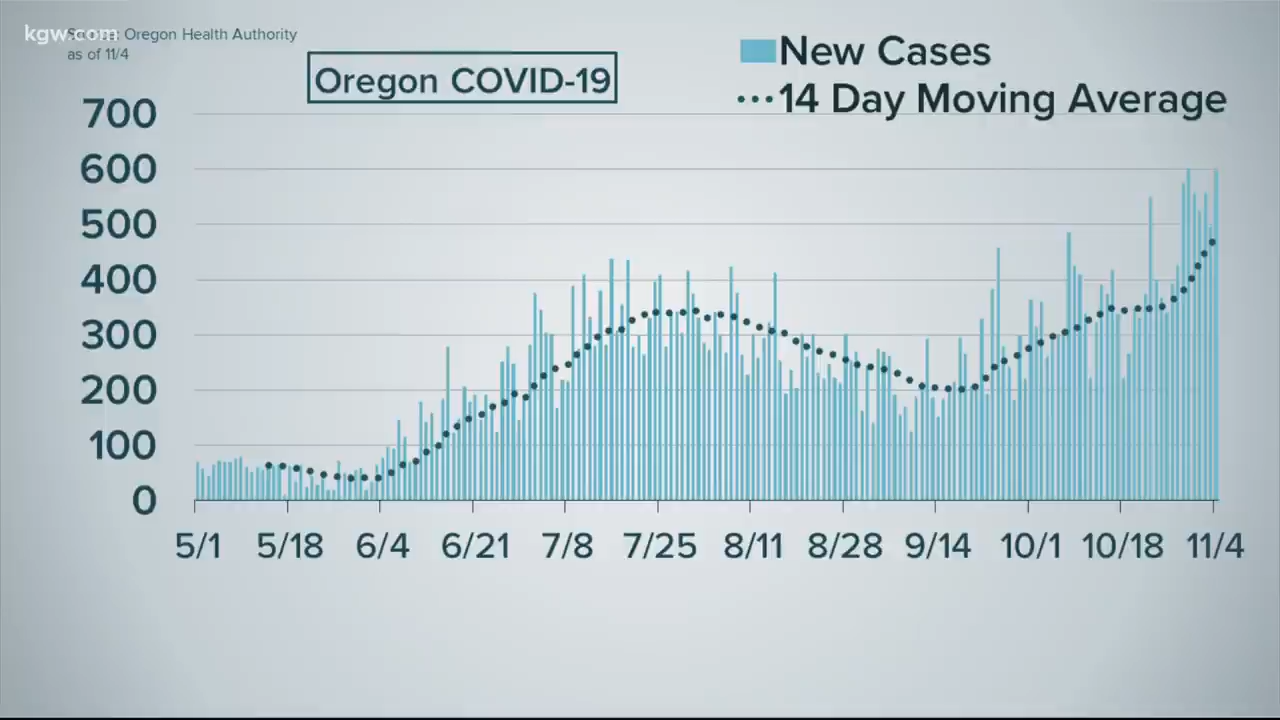 kgw.com
Source: Oregon Health Authority
as of 11/4
Oregon COVID-19
New Cases
14 Day Moving Average
700
600
500
400
300
200
100
0
5/1 5/18 6/4 6/21 7/8 7/25 8/11 8/28 9/14 10/1 10/18 11/4